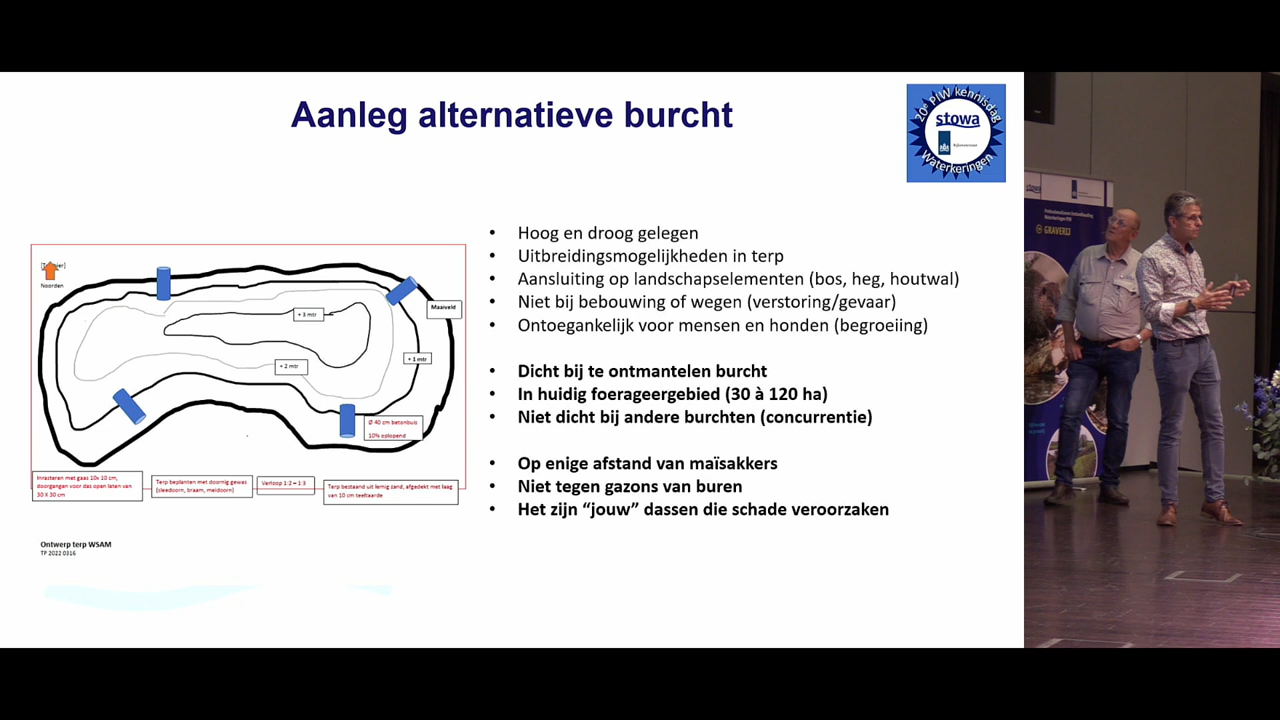 Aanleg alternatieve burcht
20e PIW kennisdag
stowa
Rijkswaterstaat
Waterkeringen
• Hoog en droog gelegen
• Uitbreidingsmogelijkheden in terp
• Aansluiting op landschapselementen (bos, heg, houtwal)
• Niet bij bebouwing of wegen (verstoring/gevaar)
• Ontoegankelijk voor mensen en honden (begroeiing)
• Dicht bij te ontmantelen burcht
• In huidig foerageergebied (30 à 120 ha)
• Niet dicht bij andere burchten (concurrentie)
• Op enige afstand van maïsakkers
• Niet tegen gazons van buren
• Het zijn “jouw” dassen die schade veroorzaken
Noorden
Maaiveld
+ 3 mtr
+ 1 mtr
+ 2 mtr
Ø 40 cm betonbuis
10% oplopend
Inrasteren met gaas 10x 10 cm,
doorgangen voor das open laten van
30 X 30 cm
Terp beplanten met doornig gewas
(sleedoorn, braam, meidoorn)
Verloop 1:2 = 1:3
Terp bestaand uit lemig zand, afgedekt met laag
van 10 cm teelaarde
Ontwerp terp WSAM
TF 2022 0316
stowa
Waterkeringen PIW
GRAVERIJ